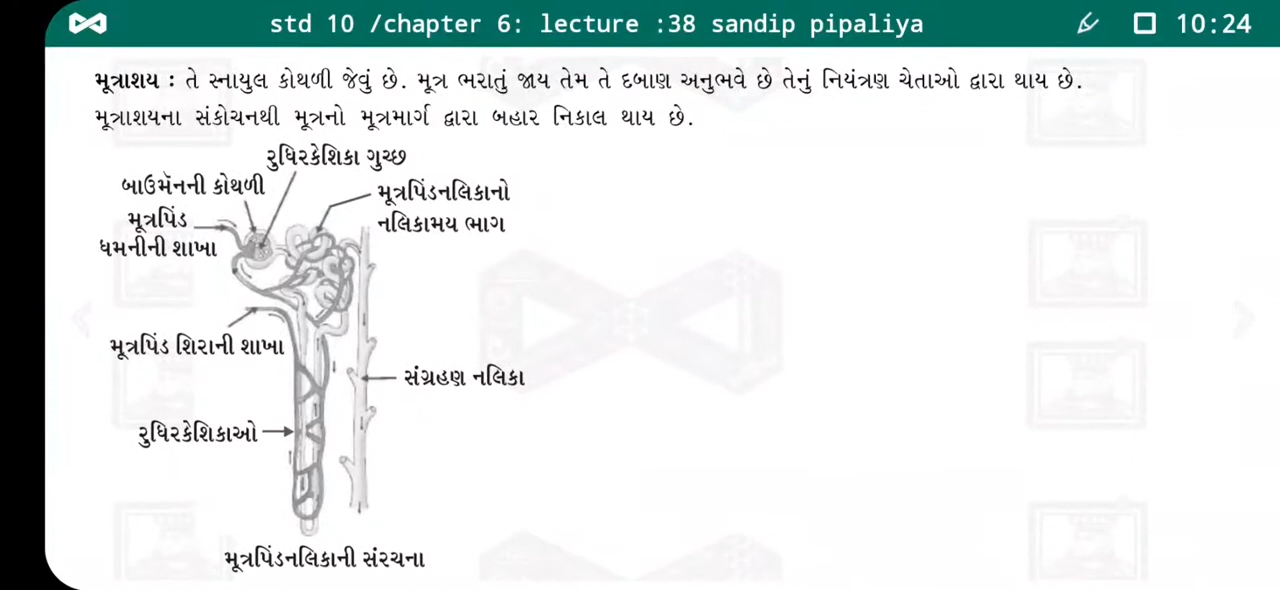 std 10 /chapter 6: lecture :38 sandip pipaliya
10:24
મૂત્રાશય : તે સ્નાયુલ કોથળી જેવું છે. મૂત્ર ભરાતું જાય તેમ તે દબાણ અનુભવે છે તેનું નિયંત્રણ ચેતાઓ દ્વારા થાય છે.
મૂત્રાશયના સંકોચનથી મૂત્રનો મૂત્રમાર્ગ દ્વારા બહાર નિકાલ થાય છે.
રુધિરકેશિકા ગુચ્છ
બાઉમૅનની કોથળી
મૂત્રપિંડનલિકાનો
નલિકામય ભાગ
મૂત્રપિંડ
ધમનીની શાખા
મૂત્રપિંડ શિરાની શાખા
સંગ્રહણ નલિકા
રુધિરકેશિકાઓ
મૂત્રપિંડનલિકાની સંરચના